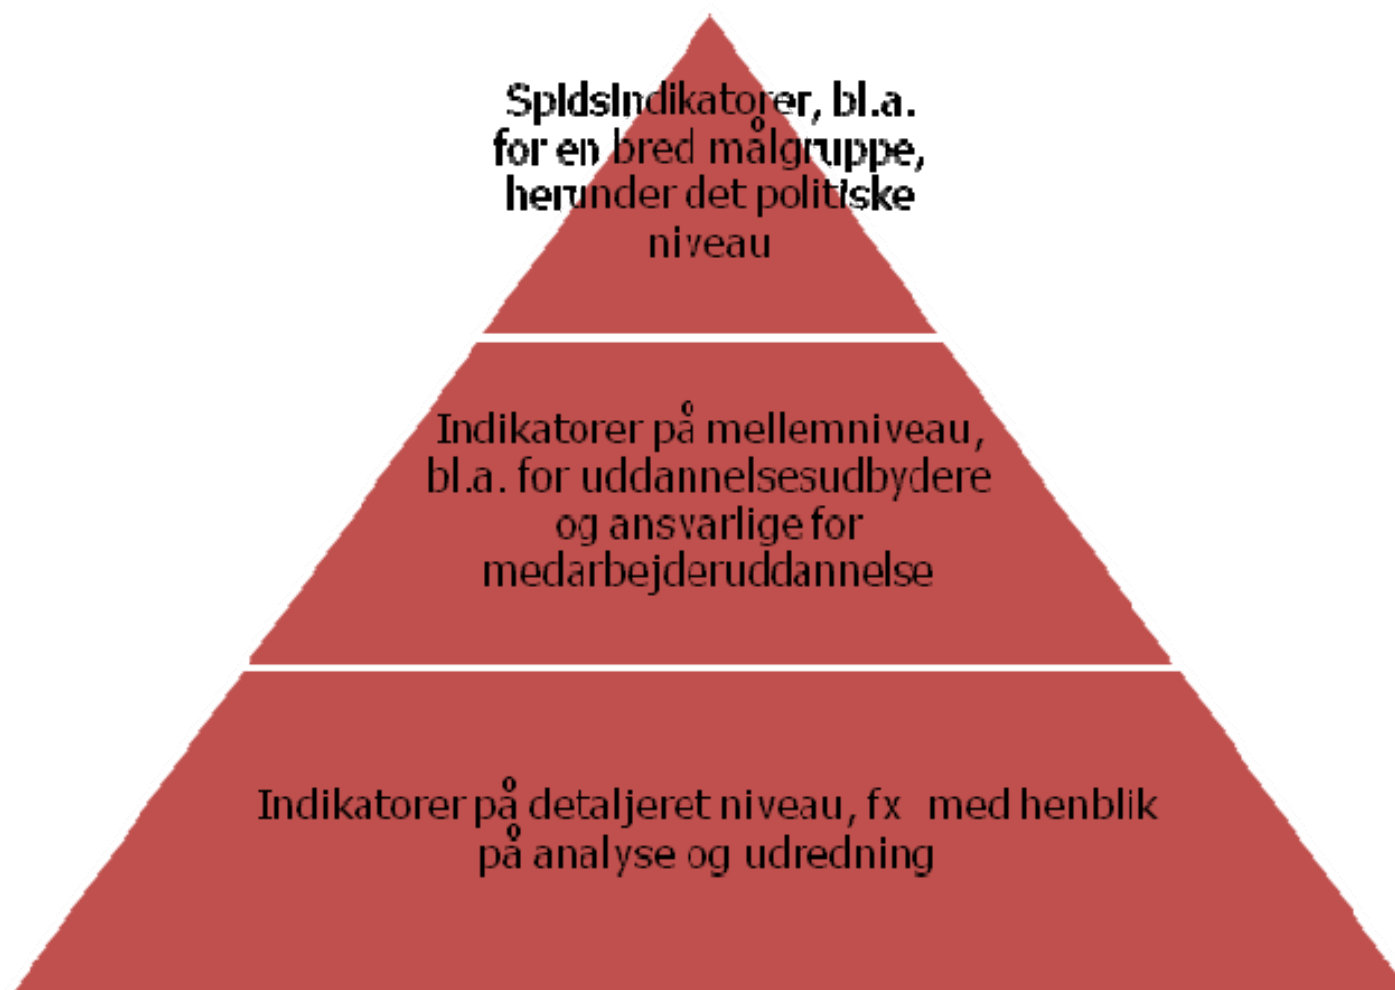 Spidsindikatorer, bl.a.
for en bred målgruppe,
herunder det politiske
niveau
Indikatorer på mellemniveau,
bl.a. for uddannelsesudbydere
og ansvarlige for
medarbejderuddannelse
Indikatorer på detaljeret niveau, fx med henblik
på analyse og udredning